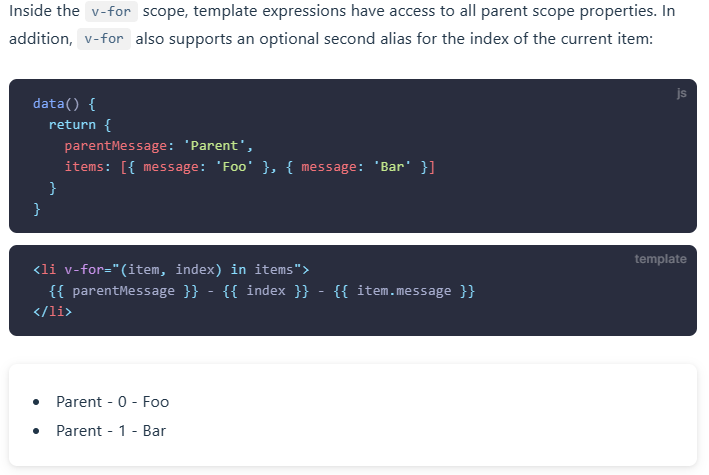 Inside the v-for scope, template expressions have access to all parent scope properties. In
addition, v-for also supports an optional second alias for the index of the current item:
js
data() {
  return {
    parentMessage: 'Parent',
    items: [{ message: 'Foo' }, { message: 'Bar' }]
  }
}
template
<li v-for="(item, index) in items">
  {{ parentMessage }} - {{ index }} - {{ item.message }}
</li>
• Parent - 0 - Foo
• Parent - 1 - Bar